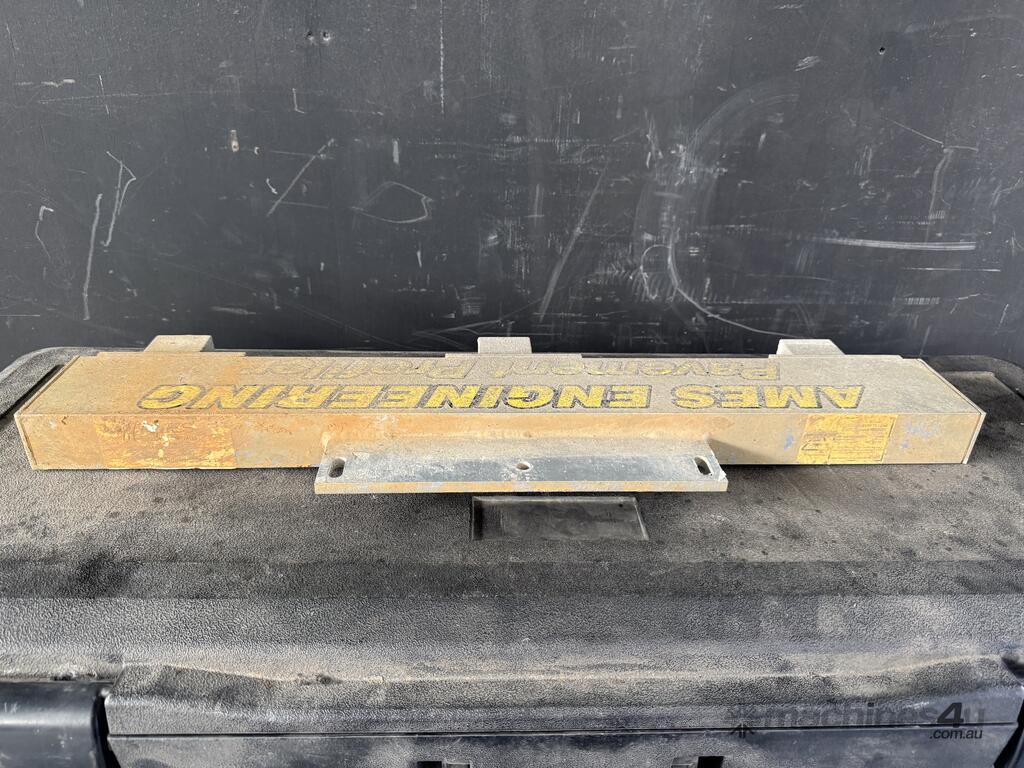 AMES ENGINEERING
Pavement Profiler
machines4u
.com.au